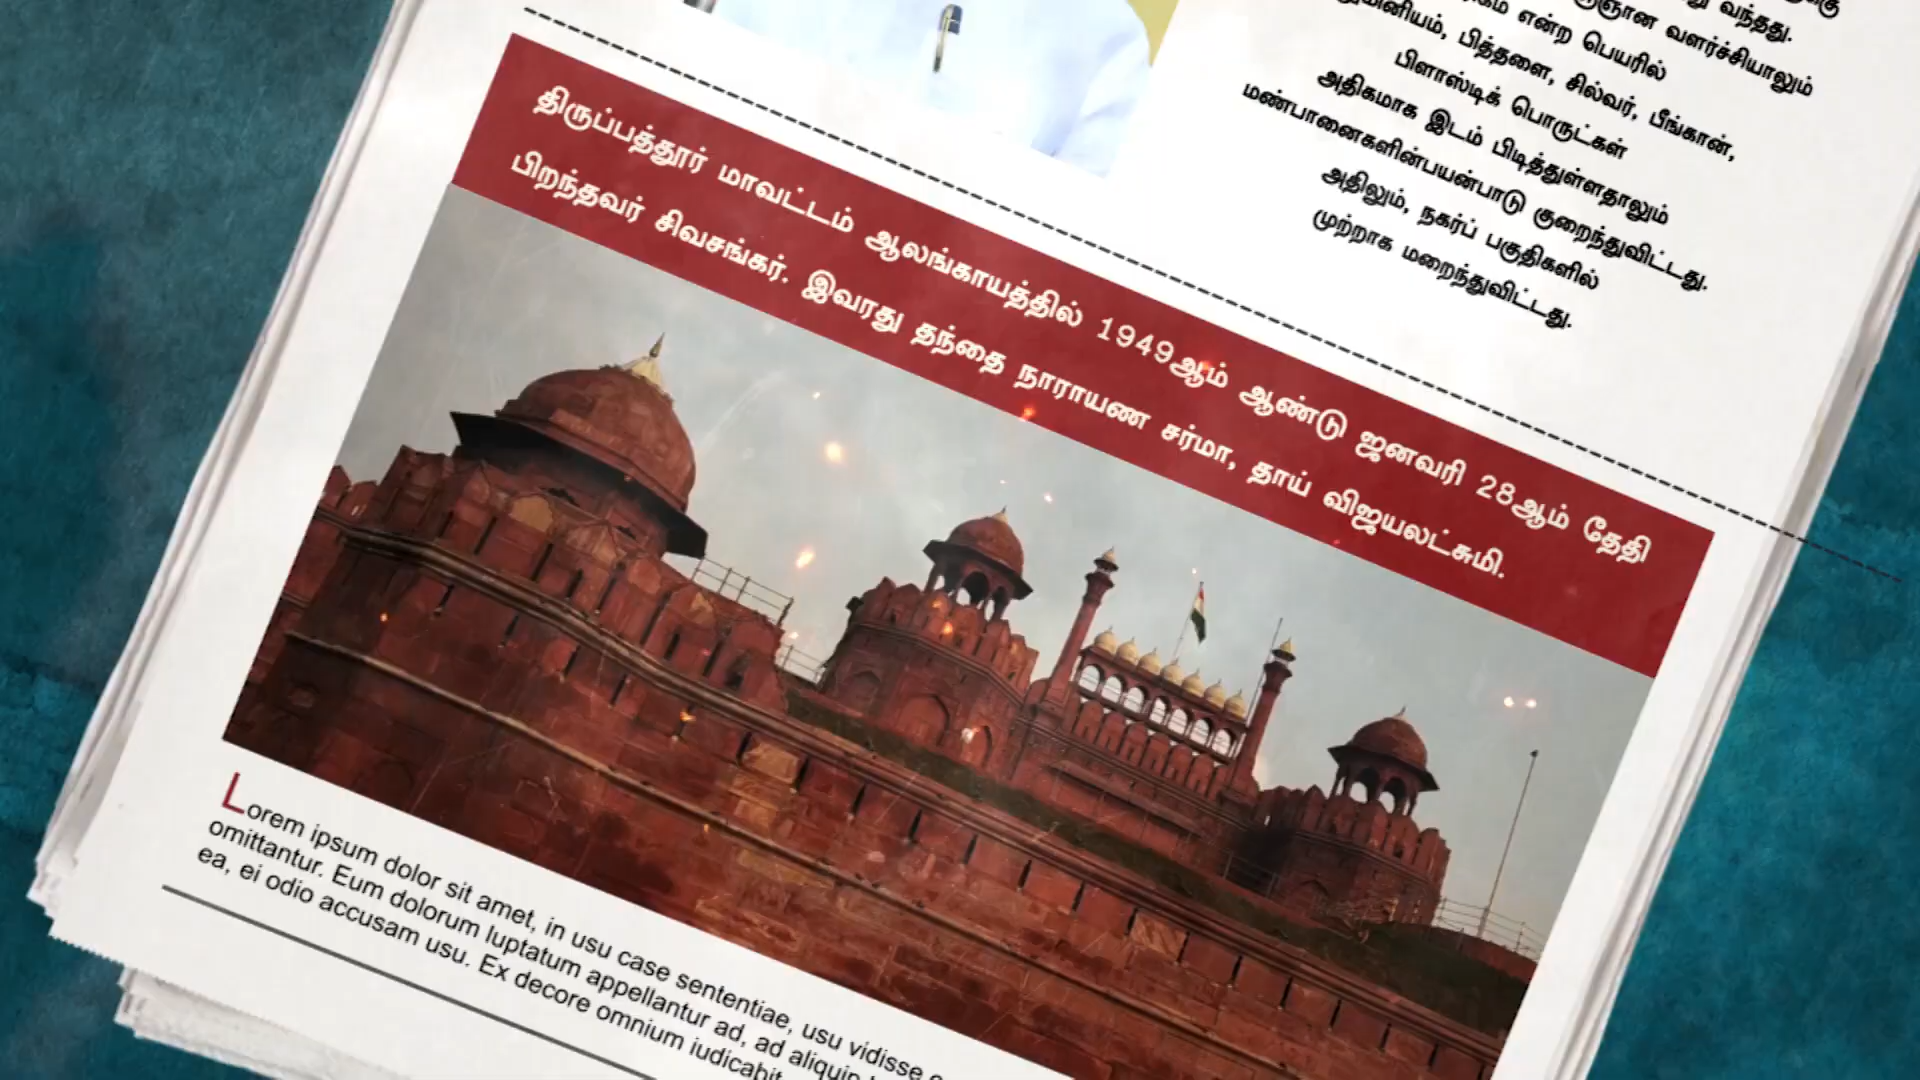 வந்தது.
வளர்ச்சியாலும்
என்ற பெயரில்
பித்தளை, சில்வர், பீங்கான்,
பிளாஸ்டிக் பொருட்கள்
அதிகமாக இடம் பிடித்துள்ளதாலும்
மண்பானைகளின்பயன்பாடு குறைந்துவிட்டது.
அதிலும், நகர்ப் பகுதிகளில்
முற்றாக மறைந்துவிட்டது.
திருப்பத்தூர் மாவட்டம் ஆலங்காயத்தில் 1949ஆம் ஆண்டு ஜனவரி 28ஆம் தேதி
பிறந்தவர் சிவசங்கர். இவரது தந்தை நாராயண சர்மா, தாய் விஜயலட்சுமி.
Lorem ipsum dolor sit amet, in usu case sententiae, usu vidisse
omittantur. Eum dolorum luptatum appellantur ad, ad aliquip
ea, ei odio accusam usu. Ex decore omnium iudicabit